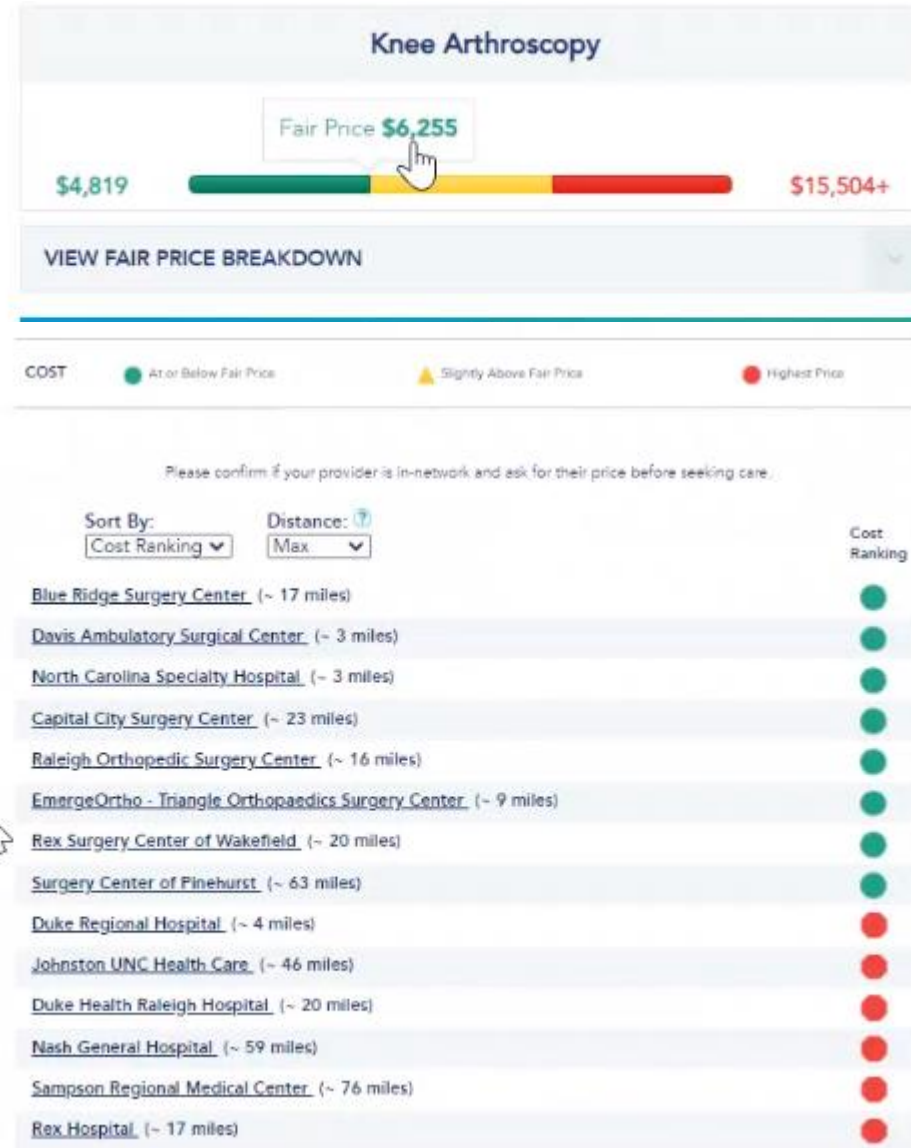 Knee Arthroscopy
Fair Price $6,255
$4,819
$15,504+
VIEW FAIR PRICE BREAKDOWN
COST At or Below Fair Price Slightly Above Fair Price Highest Price
Please confirm if your provider is in-network and ask for their price before seeking care.
Sort By: Distance: ?
Cost Ranking Max
Cost
Ranking
Blue Ridge Surgery Center (~ 17 miles)
Davis Ambulatory Surgical Center (~ 3 miles)
North Carolina Specialty Hospital (~ 3 miles)
Capital City Surgery Center (~ 23 miles)
Raleigh Orthopedic Surgery Center (~ 16 miles)
EmergeOrtho - Triangle Orthopaedics Surgery Center (~ 9 miles)
Rex Surgery Center of Wakefield (~ 20 miles)
Surgery Center of Pinehurst (~ 63 miles)
Duke Regional Hospital (~ 4 miles)
Johnston UNC Health Care (~ 46 miles)
Duke Health Raleigh Hospital (~ 20 miles)
Nash General Hospital (~ 59 miles)
Sampson Regional Medical Center (~ 76 miles)
Rex Hospital (~ 17 miles)